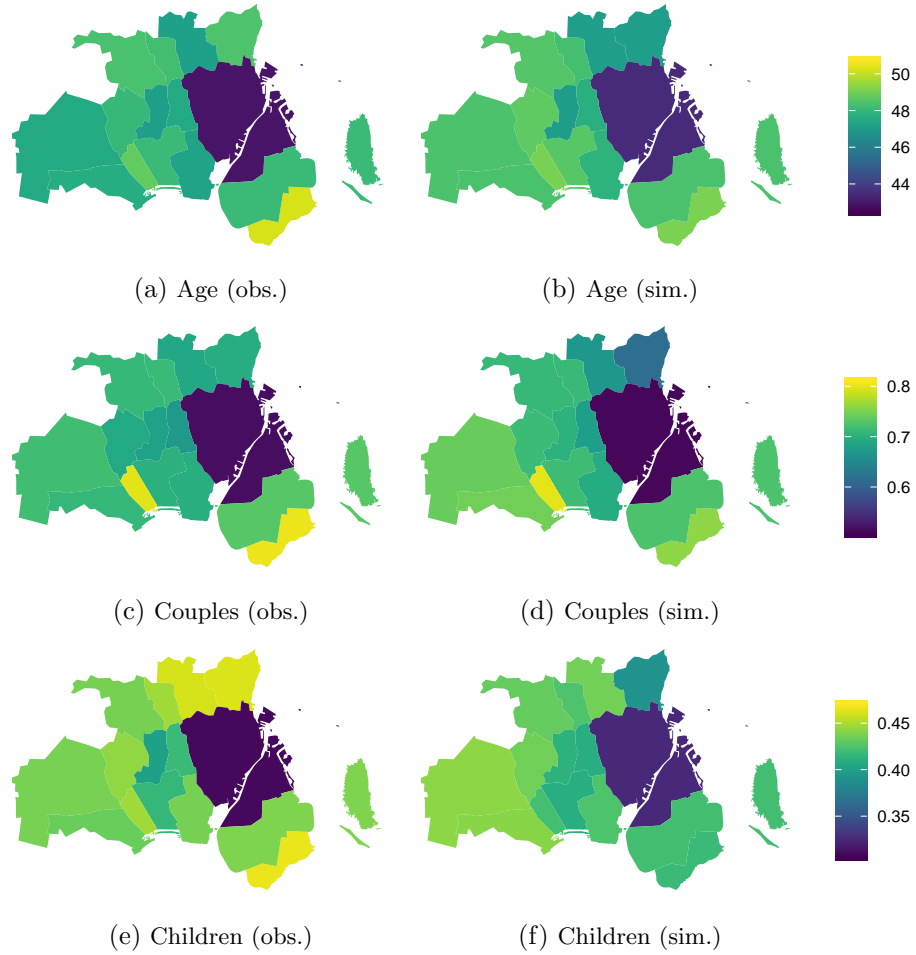 50
48
46
44
(a) Age (obs.)
(b) Age (sim.)
0.8
0.7
0.6
(c) Couples (obs.)
(d) Couples (sim.)
0.45
0.40
0.35
(e) Children (obs.)
(f) Children (sim.)